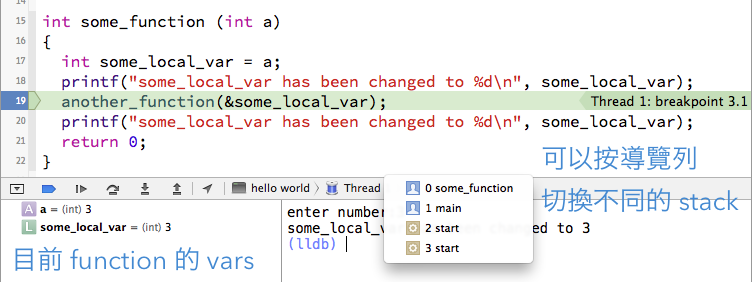 15 int some_function (int a)
16 {
17 int some_local_var = a;
18 printf("some_local_var has been changed to %d\n", some_local_var);
19 another_function(&some_local_var); Thread 1: breakpoint 3.1
20 printf("some_local_var has been changed to %d\n", some_local_var);
21 return 0;
22 }
可以按導覽列
切換不同的 stack
hello world Thread
0 some_function
1 main
2 start
3 start
A a = (int) 3
L some_local_var = (int) 3
目前 function 的 vars
enter number
some_local_va changed to 3
(lldb)